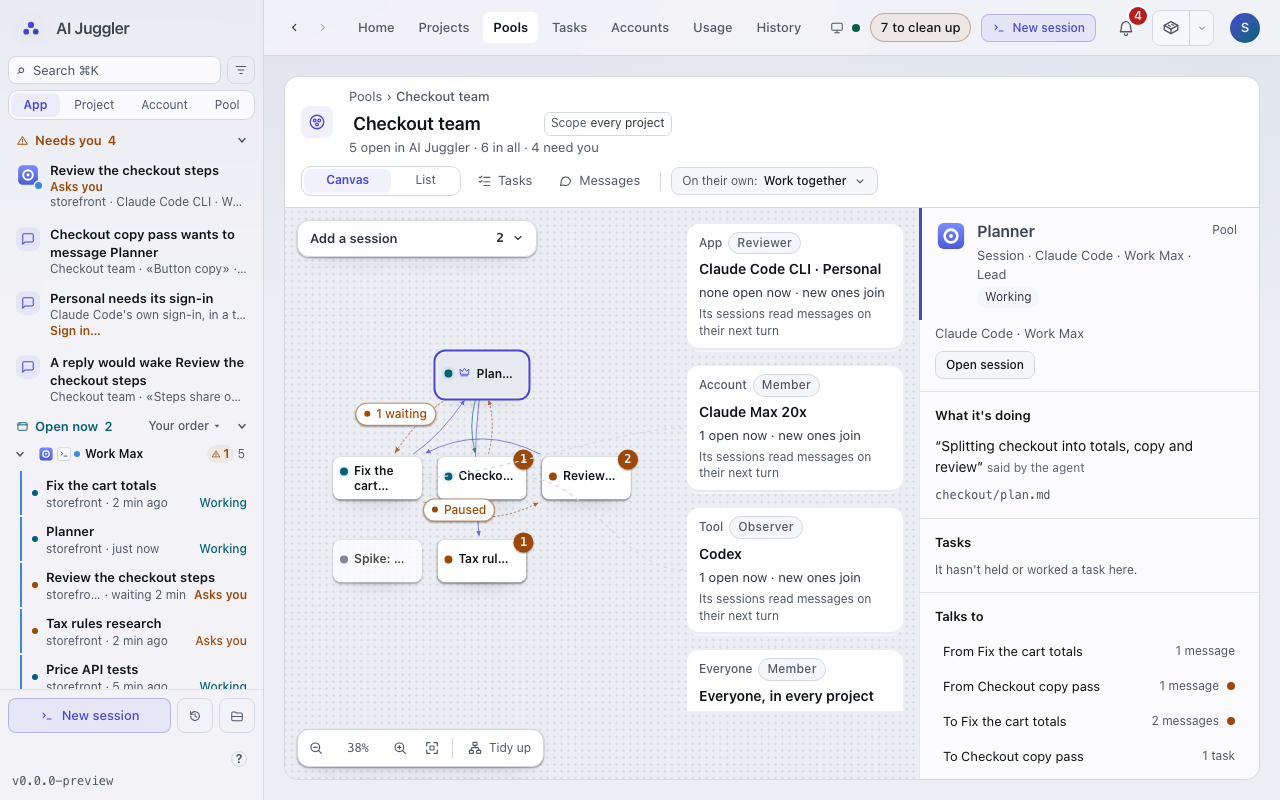 AI Juggler
Search ⌘K
App Project Account Pool
Needs you 4
Review the checkout steps
Asks you
storefront · Claude Code CLI · W…
Checkout copy pass wants to
message Planner
Checkout team · «Button copy» ·…
Personal needs its sign-in
Claude Code's own sign-in, in a t…
Sign in…
A reply would wake Review the
checkout steps
Checkout team · «Steps share o…
Open now 2 Your order
Work Max 1 5
Fix the cart totals
storefront · 2 min ago Working
Planner
storefront · just now Working
Review the checkout steps
storefro… · waiting 2 min Asks you
Tax rules research
storefront · 2 min ago Asks you
Price API tests
storefront · 5 min ago Working
New session
?
v0.0.0-preview
Home Projects Pools Tasks Accounts Usage History 7 to clean up New session 4 S
Pools › Checkout team
Checkout team Scope every project
5 open in AI Juggler · 6 in all · 4 need you
Canvas List Tasks Messages On their own: Work together
Add a session 2
Plan…
1 waiting
Fix the
cart…
Checko… 1
Review… 2
Paused
Spike: …
Tax rul… 1
38% Tidy up
App Reviewer
Claude Code CLI · Personal
none open now · new ones join
Its sessions read messages on
their next turn
Account Member
Claude Max 20x
1 open now · new ones join
Its sessions read messages on
their next turn
Tool Observer
Codex
1 open now · new ones join
Its sessions read messages on
their next turn
Everyone Member
Everyone, in every project
Planner Pool
Session · Claude Code · Work Max ·
Lead
Working
Claude Code · Work Max
Open session
What it's doing
“Splitting checkout into totals, copy and
review” said by the agent
checkout/plan.md
Tasks
It hasn't held or worked a task here.
Talks to
From Fix the cart totals 1 message
From Checkout copy pass 1 message
To Fix the cart totals 2 messages
To Checkout copy pass 1 task